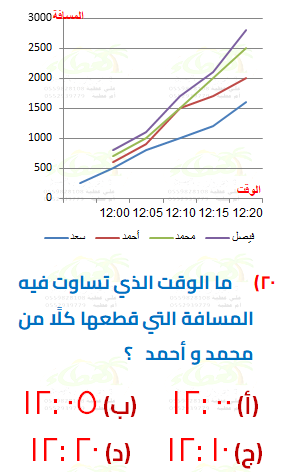 المسافة
3000
2500
2000
1500
1000
500
0
الوقت
12:00 12:05 12:10 12:15 12:20
سعد أحمد محمد فيصل
٢٠) ما الوقت الذي تساوت فيه
المسافة التي قطعها كلًا من
محمد و أحمد ؟
(أ) ١٢:٠٠ (ب) ١٢:٠٥
(ج) ١٢:١٠ (د) ١٢:٢٠